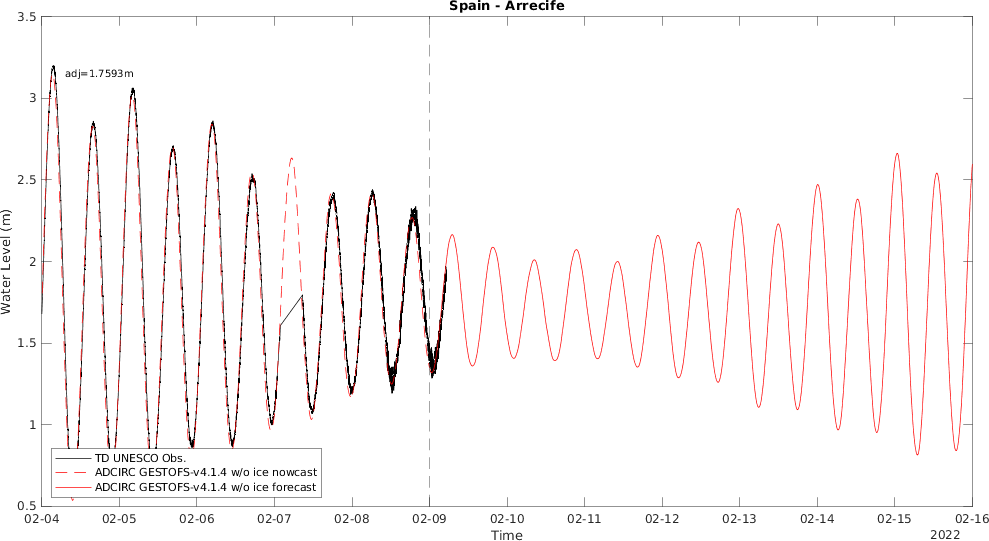 Spain - Arrecife
adj=1.7593m
Water Level (m)
3.5
3
2.5
2
1.5
1
0.5
TD UNESCO Obs.
ADCIRC GESTOFS-v4.1.4 w/o ice nowcast
ADCIRC GESTOFS-v4.1.4 w/o ice forecast
02-04 02-05 02-06 02-07 02-08 02-09 02-10 02-11 02-12 02-13 02-14 02-15 02-16
Time
2022